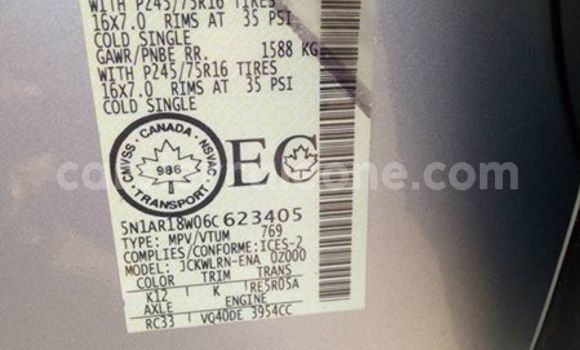 WITH P245/75R16 TIRES
16x7.0 RIMS AT 35 PSI
COLD SINGLE
GAWR/PNBE RR. 1588 KG
WITH P245/75R16 TIRES
16x7.0 RIMS AT 35 PSI
COLD SINGLE
CANADA
CMVSS NSVAC
986
TRANSPORT
EC
5N1AR18W06C623405
TYPE: MPV/VTUM 769
COMPLIES/CONFORME:ICES-2
MODEL: JCKWLRN-ENA 0Z000
COLOR TRIM TRANS
K12 K RE5R05A
AXLE ENGINE
RC33 VQ40DE 3954CC